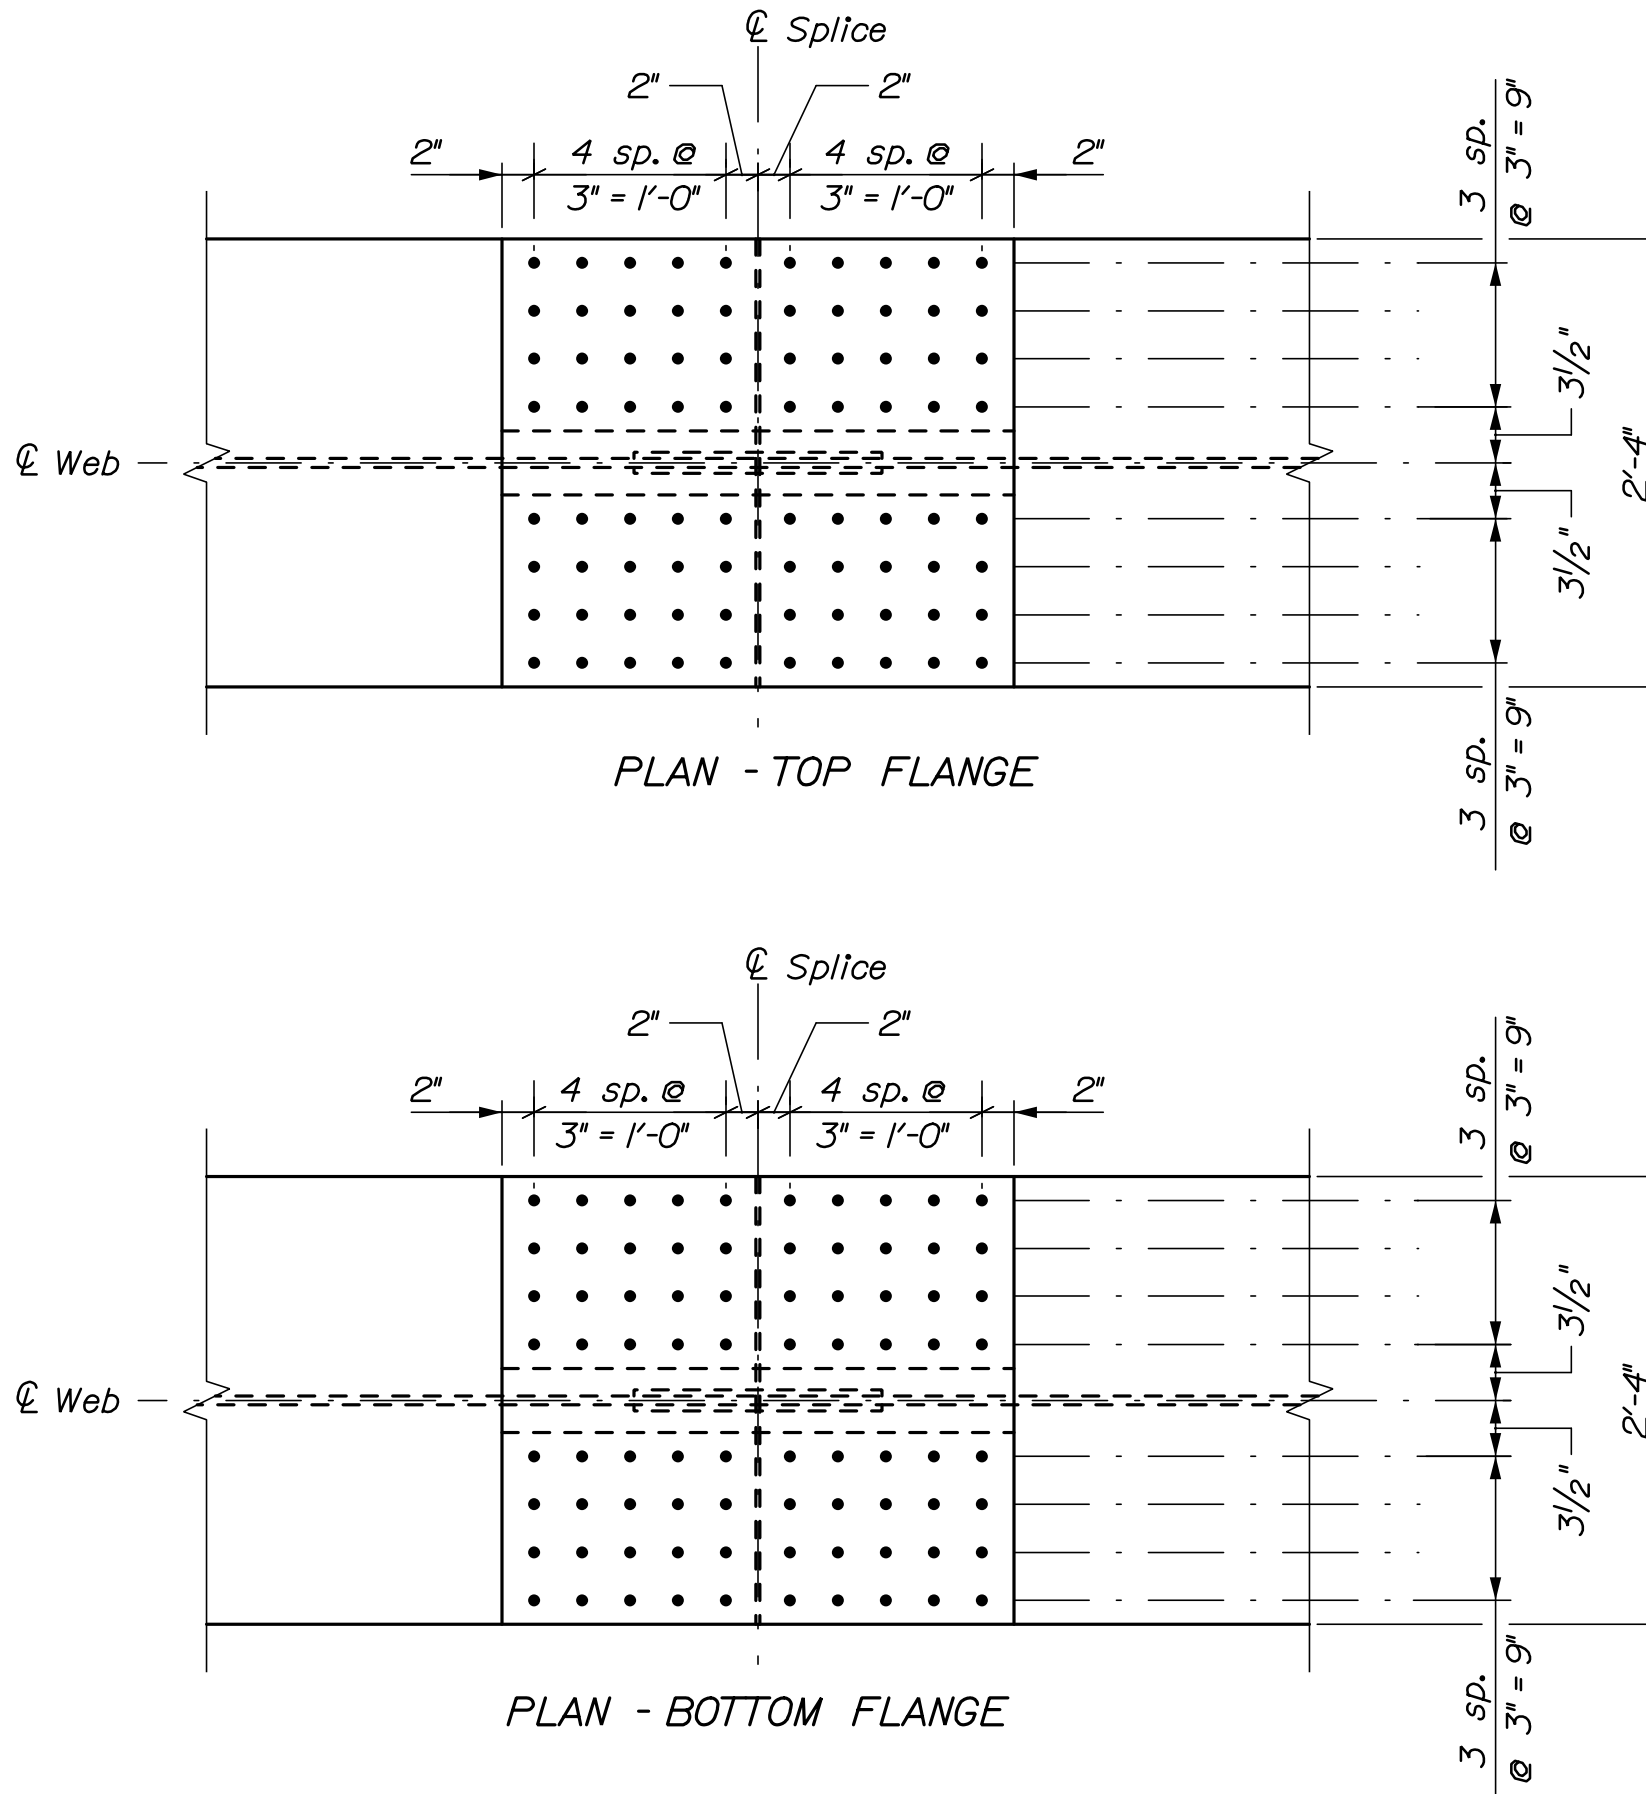 ℄ Splice
2" 2"
2" 4 sp. @ 4 sp. @ 2"
3" = 1'-0" 3" = 1'-0"
3 sp.
@ 3" = 9"
3½"
℄ Web
2'-4"
3½"
3 sp.
@ 3" = 9"
PLAN - TOP FLANGE
℄ Splice
2" 2"
2" 4 sp. @ 4 sp. @ 2"
3" = 1'-0" 3" = 1'-0"
3 sp.
@ 3" = 9"
3½"
℄ Web
2'-4"
3½"
3 sp.
@ 3" = 9"
PLAN - BOTTOM FLANGE